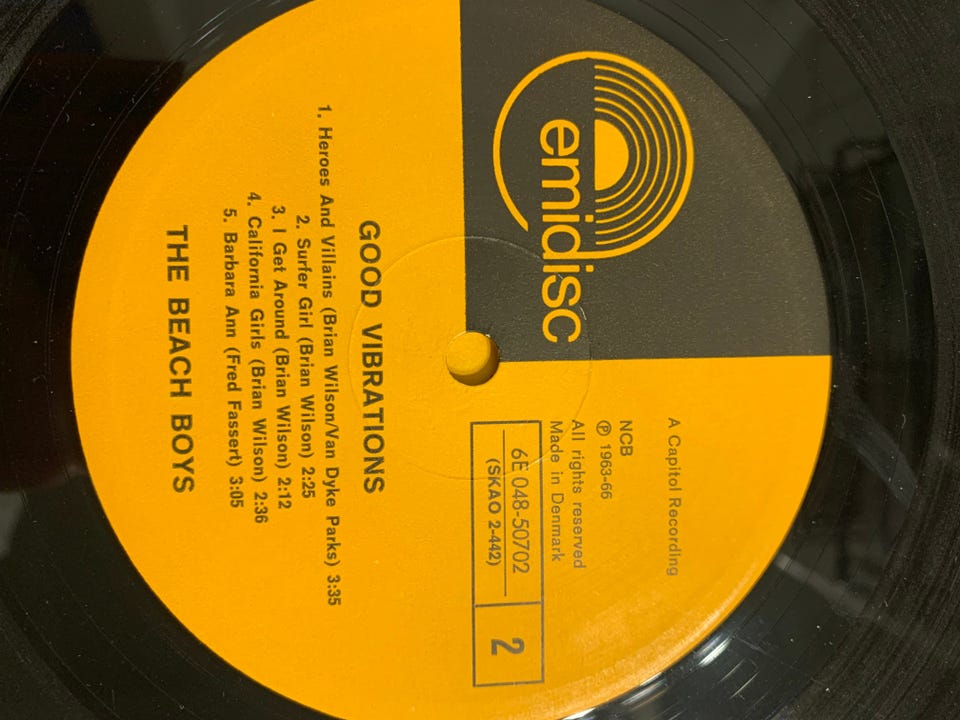 emidisc
A Capitol Recording
NCB
℗ 1963-66
All rights reserved
Made in Denmark
6E 048-50702
(SKAO 2-442)
2
GOOD VIBRATIONS
1. Heroes And Villains (Brian Wilson/Van Dyke Parks) 3:35
2. Surfer Girl (Brian Wilson) 2:25
3. I Get Around (Brian Wilson) 2:12
4. California Girls (Brian Wilson) 2:36
5. Barbara Ann (Fred Fassert) 3:05
THE BEACH BOYS